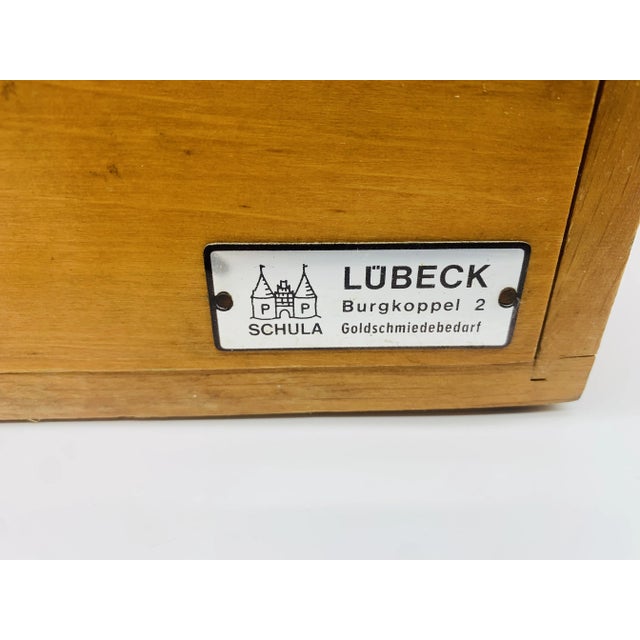 P P
SCHULA
LÜBECK
Burgkoppel 2
Goldschmiedebedarf